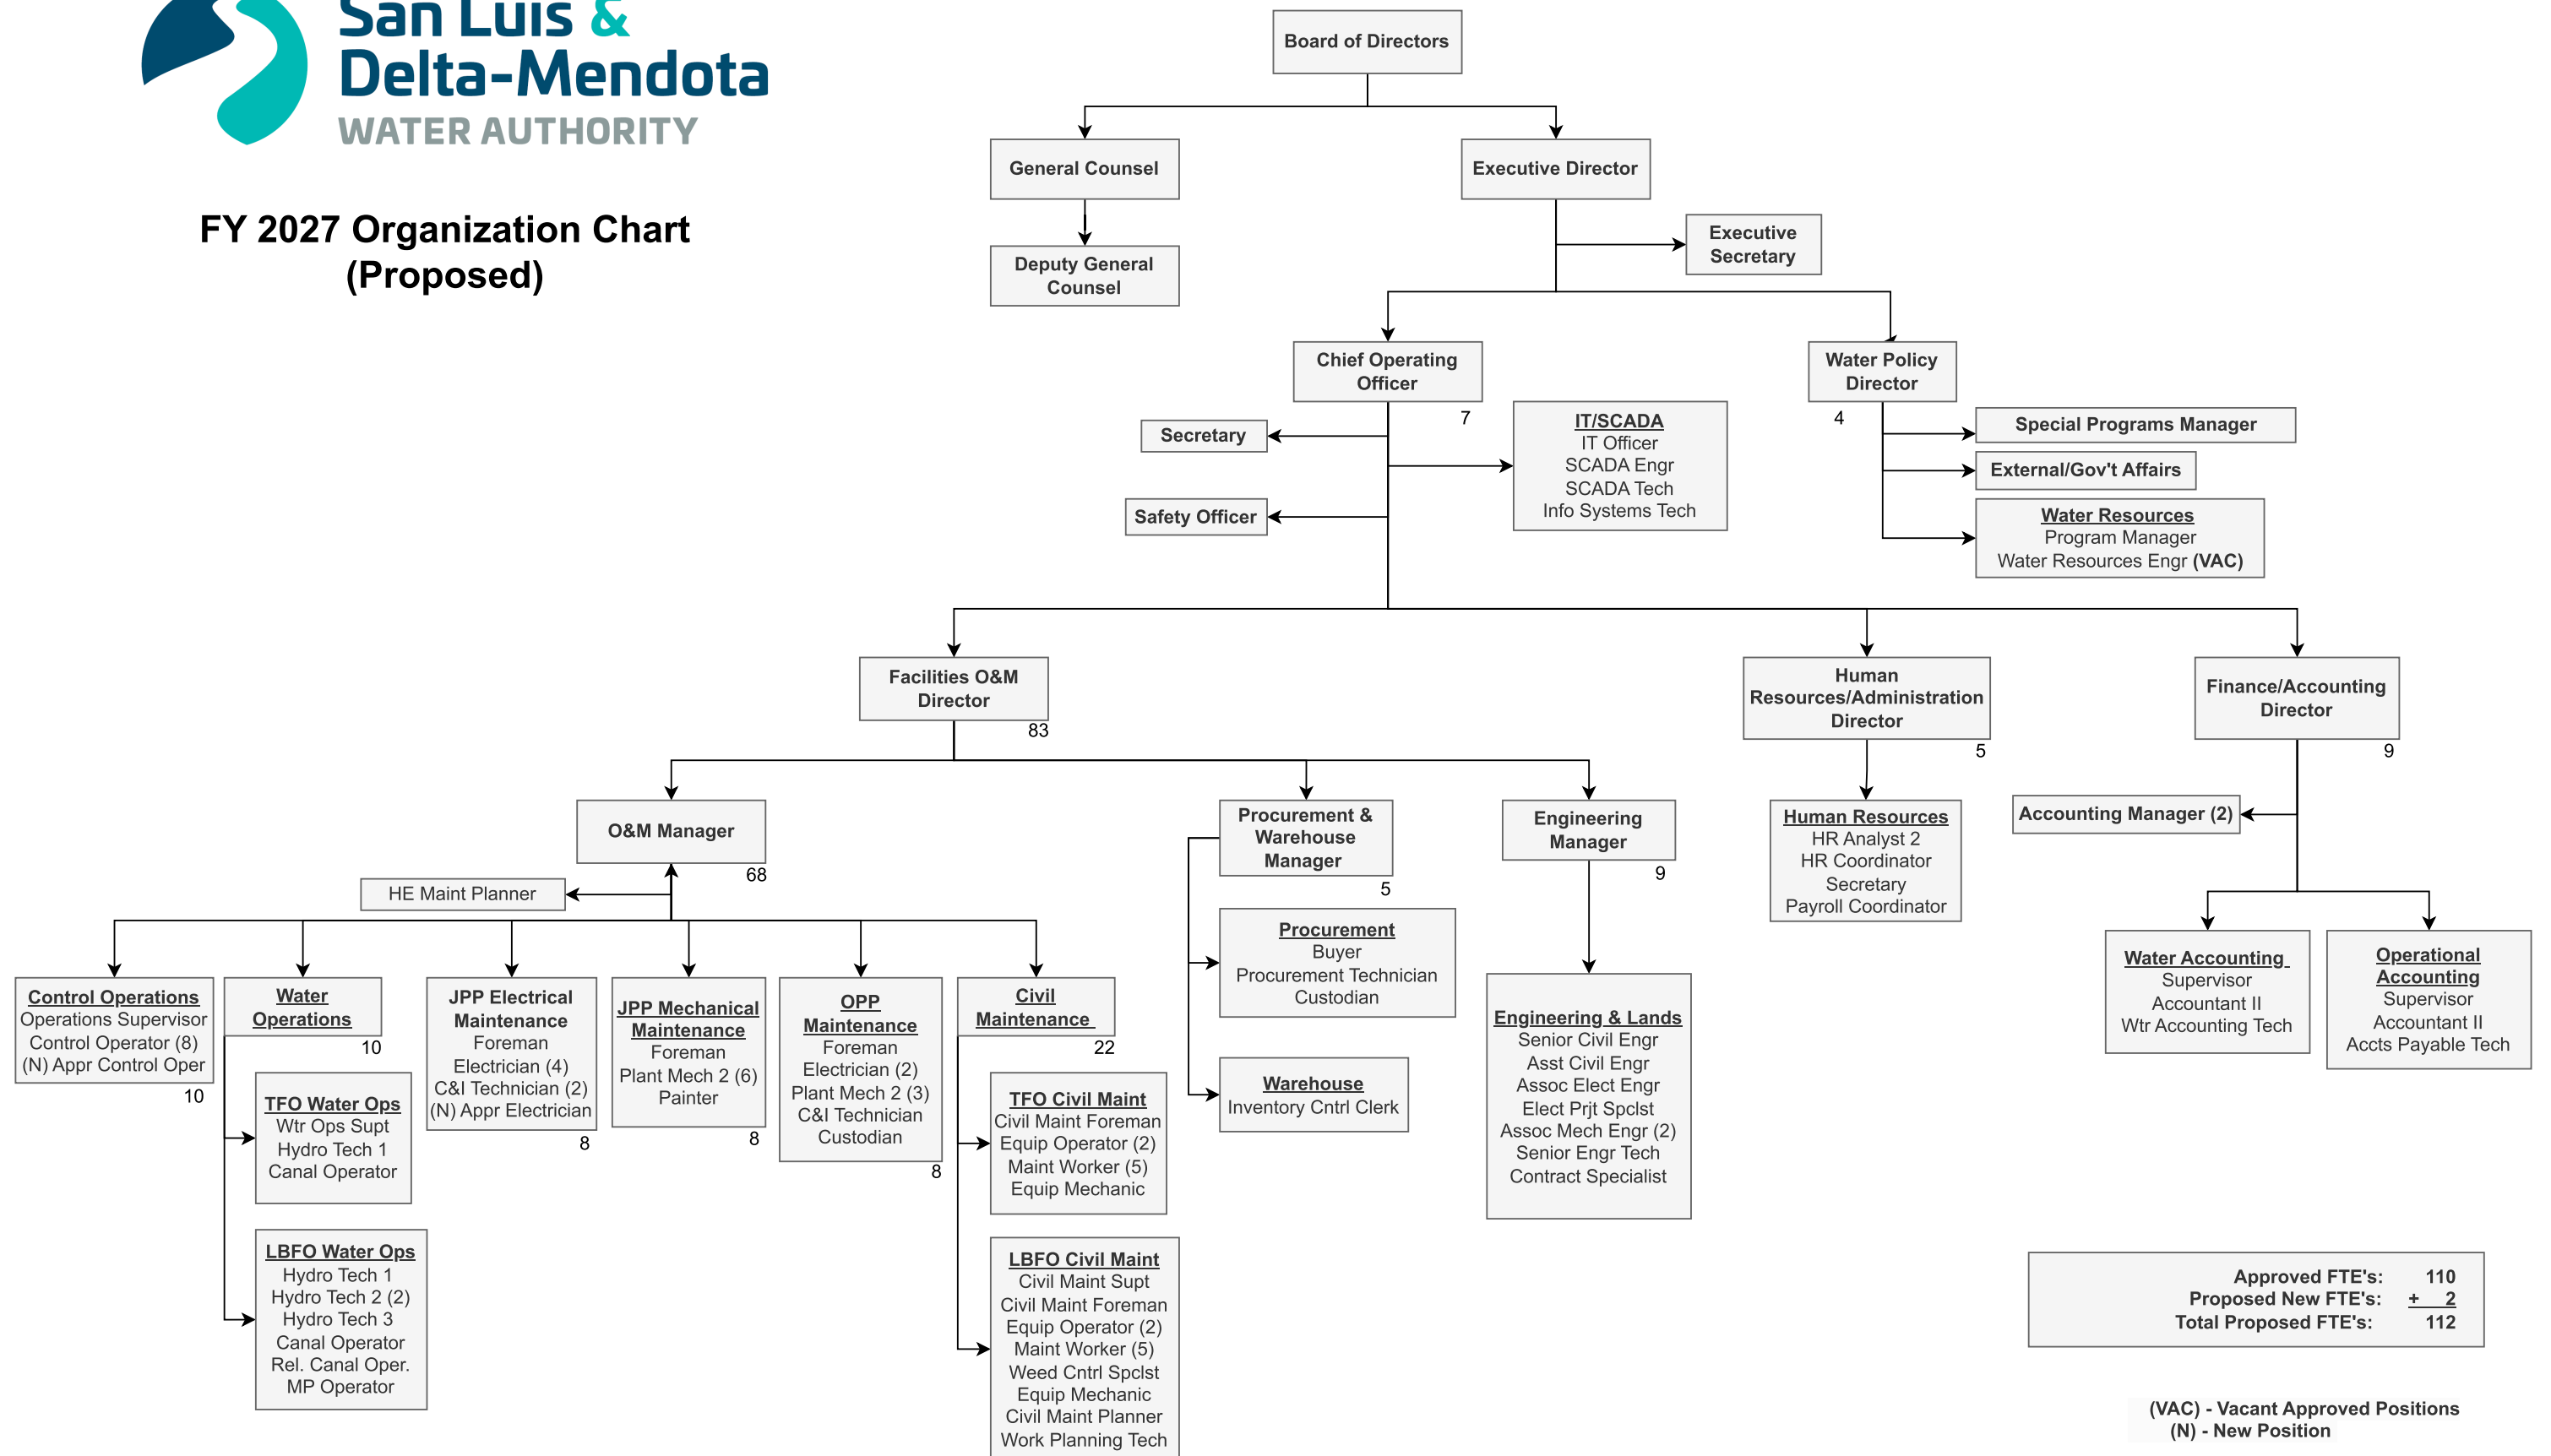 San Luis &
Delta-Mendota
WATER AUTHORITY
FY 2027 Organization Chart
(Proposed)
Board of Directors
General Counsel
Executive Director
Deputy General
Counsel
Executive
Secretary
Chief Operating
Officer
7
Water Policy
Director
4
Secretary
Safety Officer
IT/SCADA
IT Officer
SCADA Engr
SCADA Tech
Info Systems Tech
Special Programs Manager
External/Gov't Affairs
Water Resources
Program Manager
Water Resources Engr (VAC)
Facilities O&M
Director
83
Human
Resources/Administration
Director
5
Finance/Accounting
Director
9
O&M Manager
68
HE Maint Planner
Procurement &
Warehouse
Manager
5
Engineering
Manager
9
Human Resources
HR Analyst 2
HR Coordinator
Secretary
Payroll Coordinator
Accounting Manager (2)
Control Operations
Operations Supervisor
Control Operator (8)
(N) Appr Control Oper
10
Water
Operations
10
TFO Water Ops
Wtr Ops Supt
Hydro Tech 1
Canal Operator
LBFO Water Ops
Hydro Tech 1
Hydro Tech 2 (2)
Hydro Tech 3
Canal Operator
Rel. Canal Oper.
MP Operator
JPP Electrical
Maintenance
Foreman
Electrician (4)
C&I Technician (2)
(N) Appr Electrician
8
JPP Mechanical
Maintenance
Foreman
Plant Mech 2 (6)
Painter
8
OPP
Maintenance
Foreman
Electrician (2)
Plant Mech 2 (3)
C&I Technician
Custodian
8
Civil
Maintenance
22
TFO Civil Maint
Civil Maint Foreman
Equip Operator (2)
Maint Worker (5)
Equip Mechanic
LBFO Civil Maint
Civil Maint Supt
Civil Maint Foreman
Equip Operator (2)
Maint Worker (5)
Weed Cntrl Spclst
Equip Mechanic
Civil Maint Planner
Work Planning Tech
Procurement
Buyer
Procurement Technician
Custodian
Warehouse
Inventory Cntrl Clerk
Engineering & Lands
Senior Civil Engr
Asst Civil Engr
Assoc Elect Engr
Elect Prjt Spclst
Assoc Mech Engr (2)
Senior Engr Tech
Contract Specialist
Water Accounting
Supervisor
Accountant II
Wtr Accounting Tech
Operational
Accounting
Supervisor
Accountant II
Accts Payable Tech
Approved FTE's: 110
Proposed New FTE's: + 2
Total Proposed FTE's: 112
(VAC) - Vacant Approved Positions
(N) - New Position